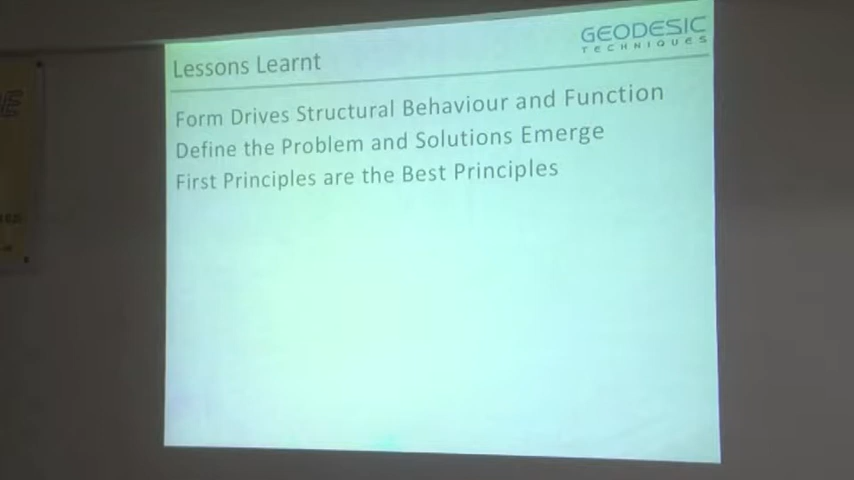 Lessons Learnt
GEODESIC
TECHNIQUES
Form Drives Structural Behaviour and Function
Define the Problem and Solutions Emerge
First Principles are the Best Principles